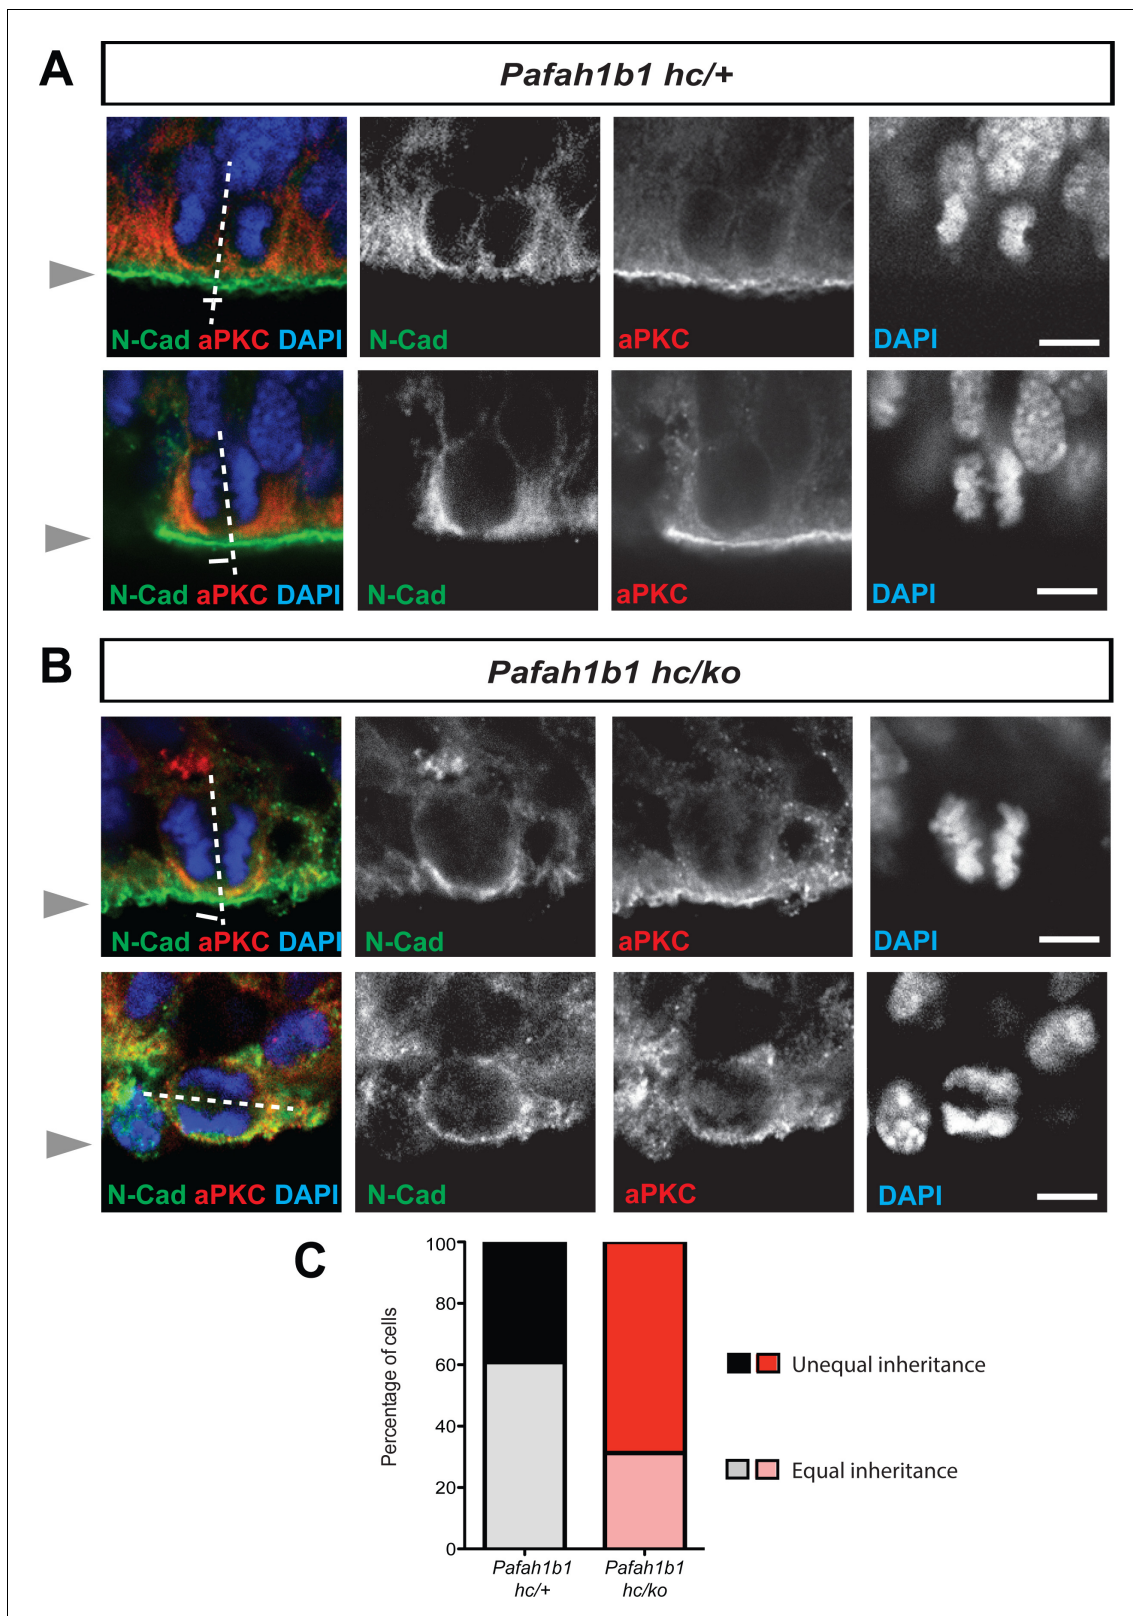 A
Pafah1b1 hc/+
N-Cad aPKC DAPI
N-Cad
aPKC
DAPI
N-Cad aPKC DAPI
N-Cad
aPKC
DAPI
B
Pafah1b1 hc/ko
N-Cad aPKC DAPI
N-Cad
aPKC
DAPI
N-Cad aPKC DAPI
N-Cad
aPKC
DAPI
C
Percentage of cells
100
80
60
40
20
0
Pafah1b1
hc/+
Pafah1b1
hc/ko
Unequal inheritance
Equal inheritance